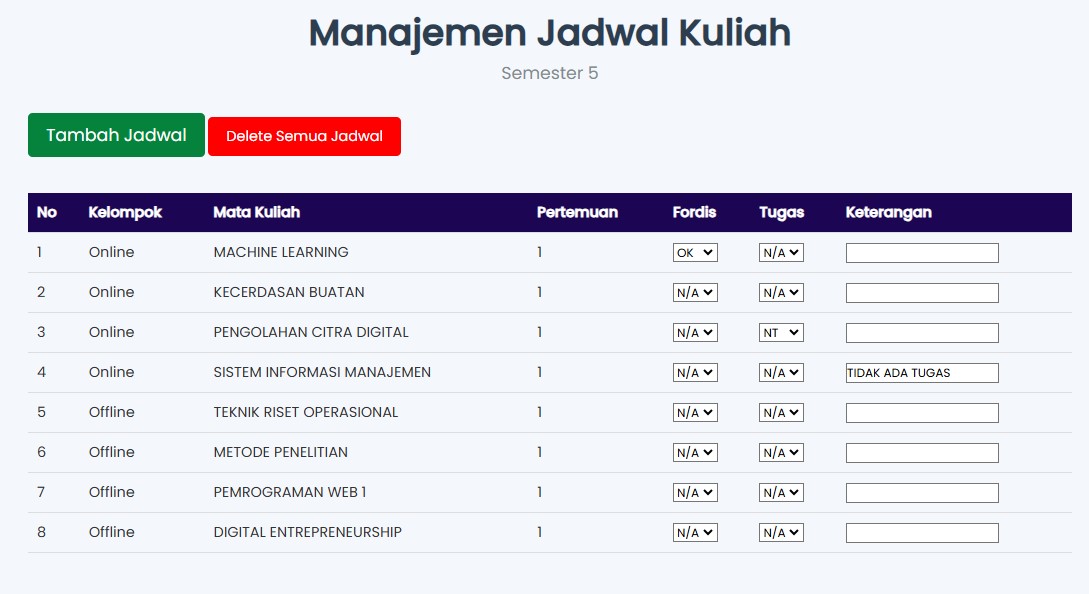 Manajemen Jadwal Kuliah
Semester 5
Tambah Jadwal Delete Semua Jadwal
No Kelompok Mata Kuliah Pertemuan Fordis Tugas Keterangan
1 Online MACHINE LEARNING 1 OK N/A
2 Online KECERDASAN BUATAN 1 N/A N/A
3 Online PENGOLAHAN CITRA DIGITAL 1 N/A NT
4 Online SISTEM INFORMASI MANAJEMEN 1 N/A N/A TIDAK ADA TUGAS
5 Offline TEKNIK RISET OPERASIONAL 1 N/A N/A
6 Offline METODE PENELITIAN 1 N/A N/A
7 Offline PEMROGRAMAN WEB 1 1 N/A N/A
8 Offline DIGITAL ENTREPRENEURSHIP 1 N/A N/A